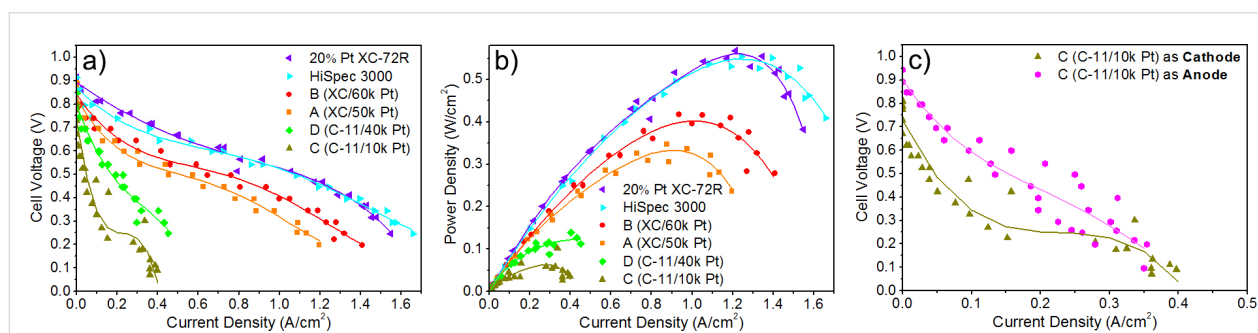 a)
20% Pt XC-72R
HiSpec 3000
B (XC/60k Pt)
A (XC/50k Pt)
D (C-11/40k Pt)
C (C-11/10k Pt)
Cell Voltage (V)
1.0
0.9
0.8
0.7
0.6
0.5
0.4
0.3
0.2
0.1
0.0
0.0 0.2 0.4 0.6 0.8 1.0 1.2 1.4 1.6
Current Density (A/cm²)
b)
Power Density (W/cm²)
0.4
0.2
0.0
0.0 0.2 0.4 0.6 0.8 1.0 1.2 1.4 1.6
Current Density (A/cm²)
20% Pt XC-72R
HiSpec 3000
B (XC/60k Pt)
A (XC/50k Pt)
D (C-11/40k Pt)
C (C-11/10k Pt)
c)
C (C-11/10k Pt) as Cathode
C (C-11/10k Pt) as Anode
Cell Voltage (V)
1.0
0.9
0.8
0.7
0.6
0.5
0.4
0.3
0.2
0.1
0.0
0.0 0.1 0.2 0.3 0.4 0.5
Current Density (A/cm²)